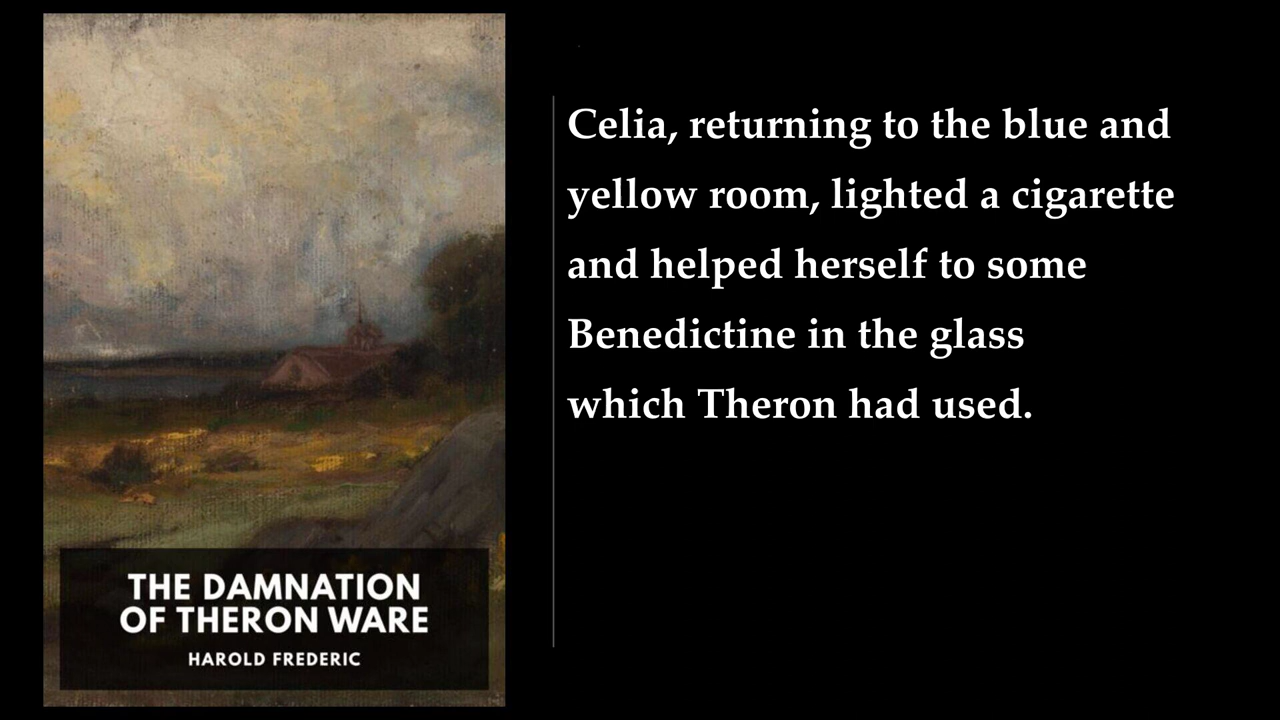 THE DAMNATION
OF THERON WARE
HAROLD FREDERIC
Celia, returning to the blue and
yellow room, lighted a cigarette
and helped herself to some
Benedictine in the glass
which Theron had used.